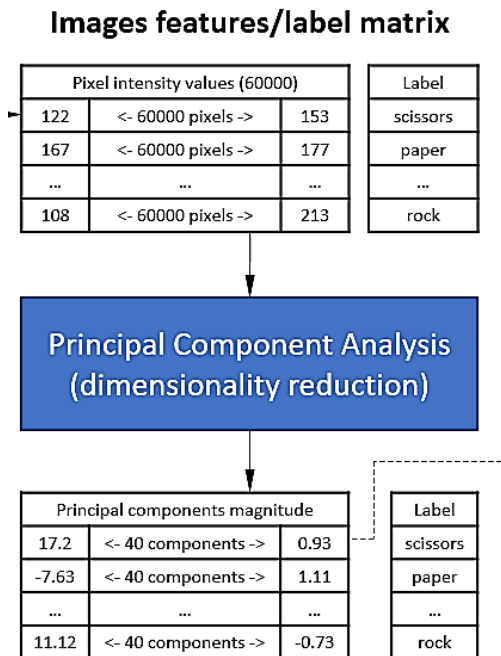 Images features/label matrix
Pixel intensity values (60000) Label
122 <- 60000 pixels -> 153 scissors
167 <- 60000 pixels -> 177 paper
... ... ... ...
108 <- 60000 pixels -> 213 rock
Principal Component Analysis
(dimensionality reduction)
Principal components magnitude Label
17.2 <- 40 components -> 0.93 scissors
-7.63 <- 40 components -> 1.11 paper
... ... ... ...
11.12 <- 40 components -> -0.73 rock